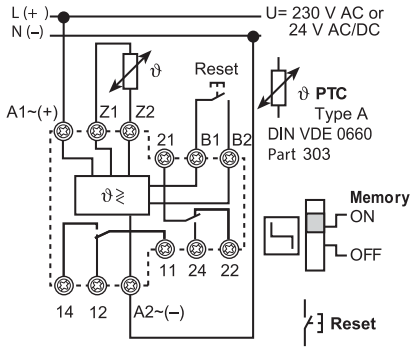 L (+)
N (–)
U= 230 V AC or
24 V AC/DC
ϑ
Reset
ϑ PTC
Type A
DIN VDE 0660
Part 303
A1~(+) Z1 Z2
21 B1 B2
ϑ ≷
Memory
ON
OFF
11 24 22
14 12 A2~(–)
Reset